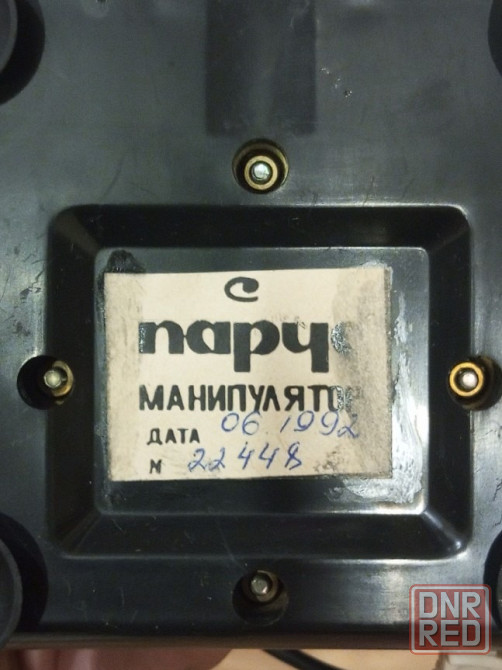 с
парус
МАНИПУЛЯТОР
ДАТА 06.1992
N 22448
DNR
RED